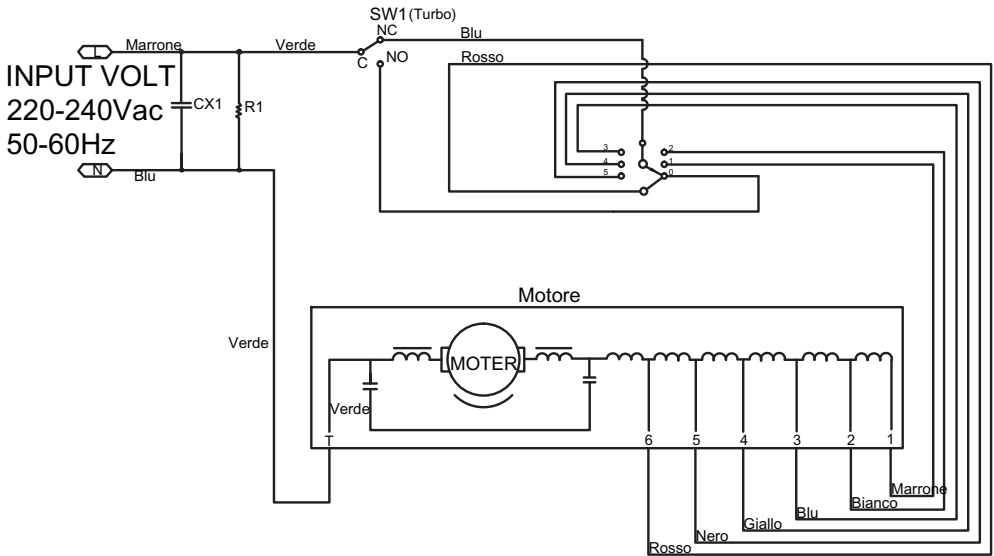 SW1(Turbo)
NC
Blu
L
Marrone
Verde
C
NO
Rosso
INPUT VOLT
220-240Vac
50-60Hz
CX1
R1
N
Blu
3
2
4
1
5
0
Motore
Verde
MOTER
Verde
T
6
5
4
3
2
1
Marrone
Bianco
Blu
Giallo
Nero
Rosso